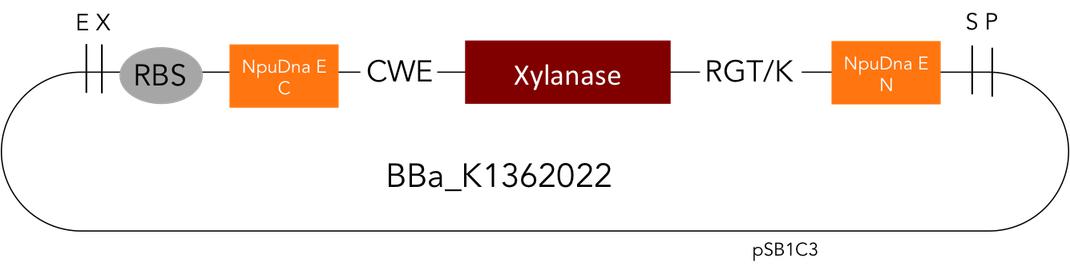 E X
S P
RBS
NpuDna E
C
CWE
Xylanase
RGT/K
NpuDna E
N
BBa_K1362022
pSB1C3